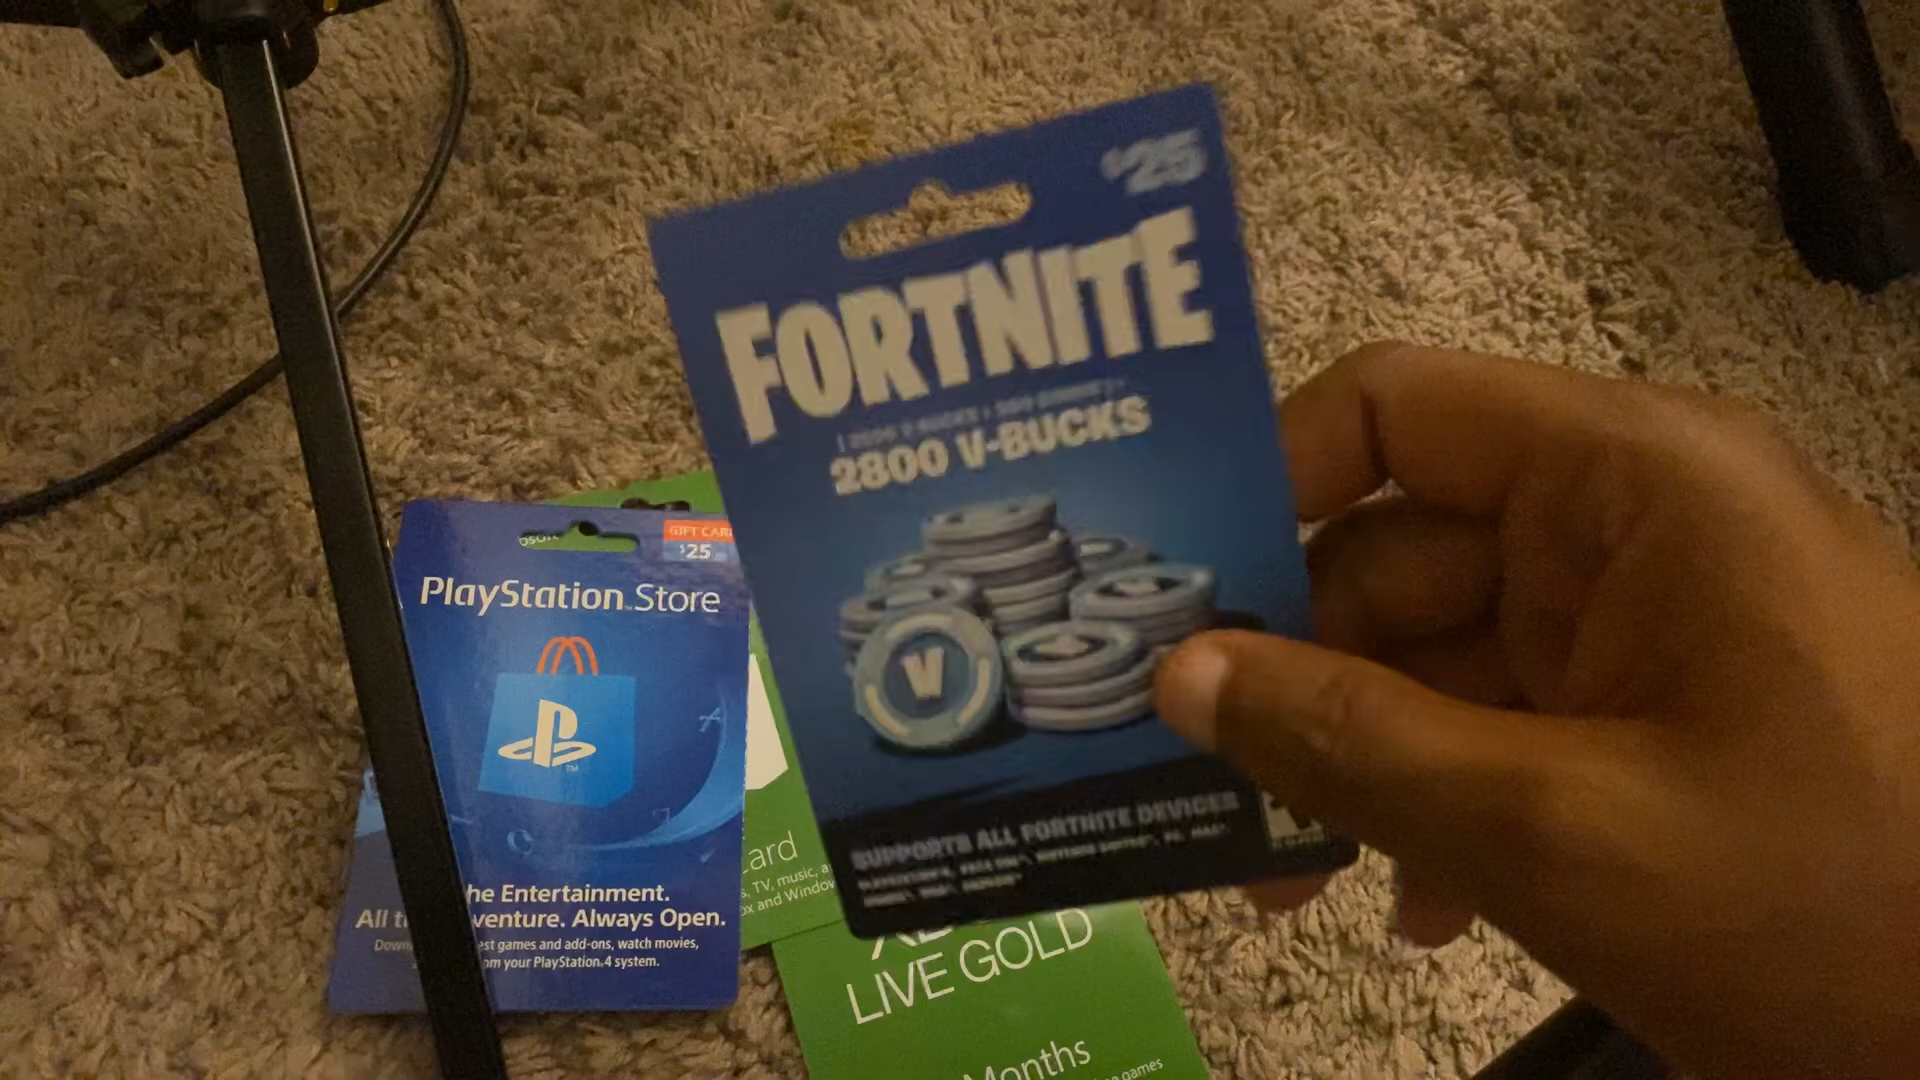 $25
FORTNITE
2800 V-BUCKS
SUPPORTS ALL FORTNITE DEVICES
GIFT CARD
$25
PlayStation Store
he Entertainment.
All t venture. Always Open.
Down est games and add-ons, watch movies,
om your PlayStation 4 system.
ard
s, TV, music, a
ox and Window
LIVE GOLD
Months
games